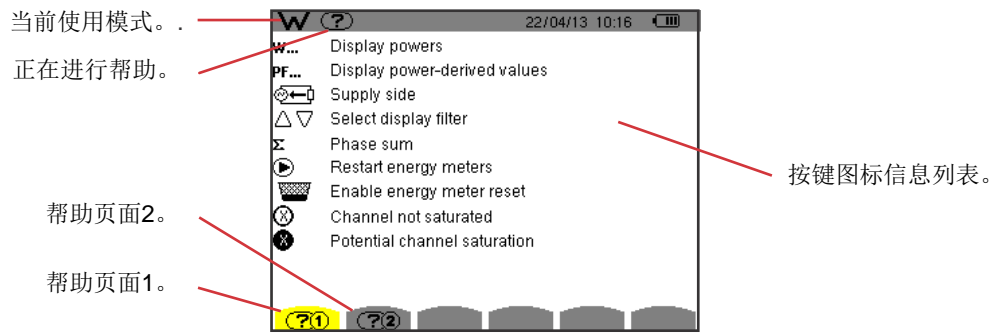 当前使用模式。.
W ? 22/04/13 10:16
正在进行帮助。
W... Display powers
PF... Display power-derived values
Supply side
Select display filter
Σ Phase sum
Restart energy meters
Enable energy meter reset
X Channel not saturated
X Potential channel saturation
按键图标信息列表。
帮助页面2。
帮助页面1。
?1 ?2